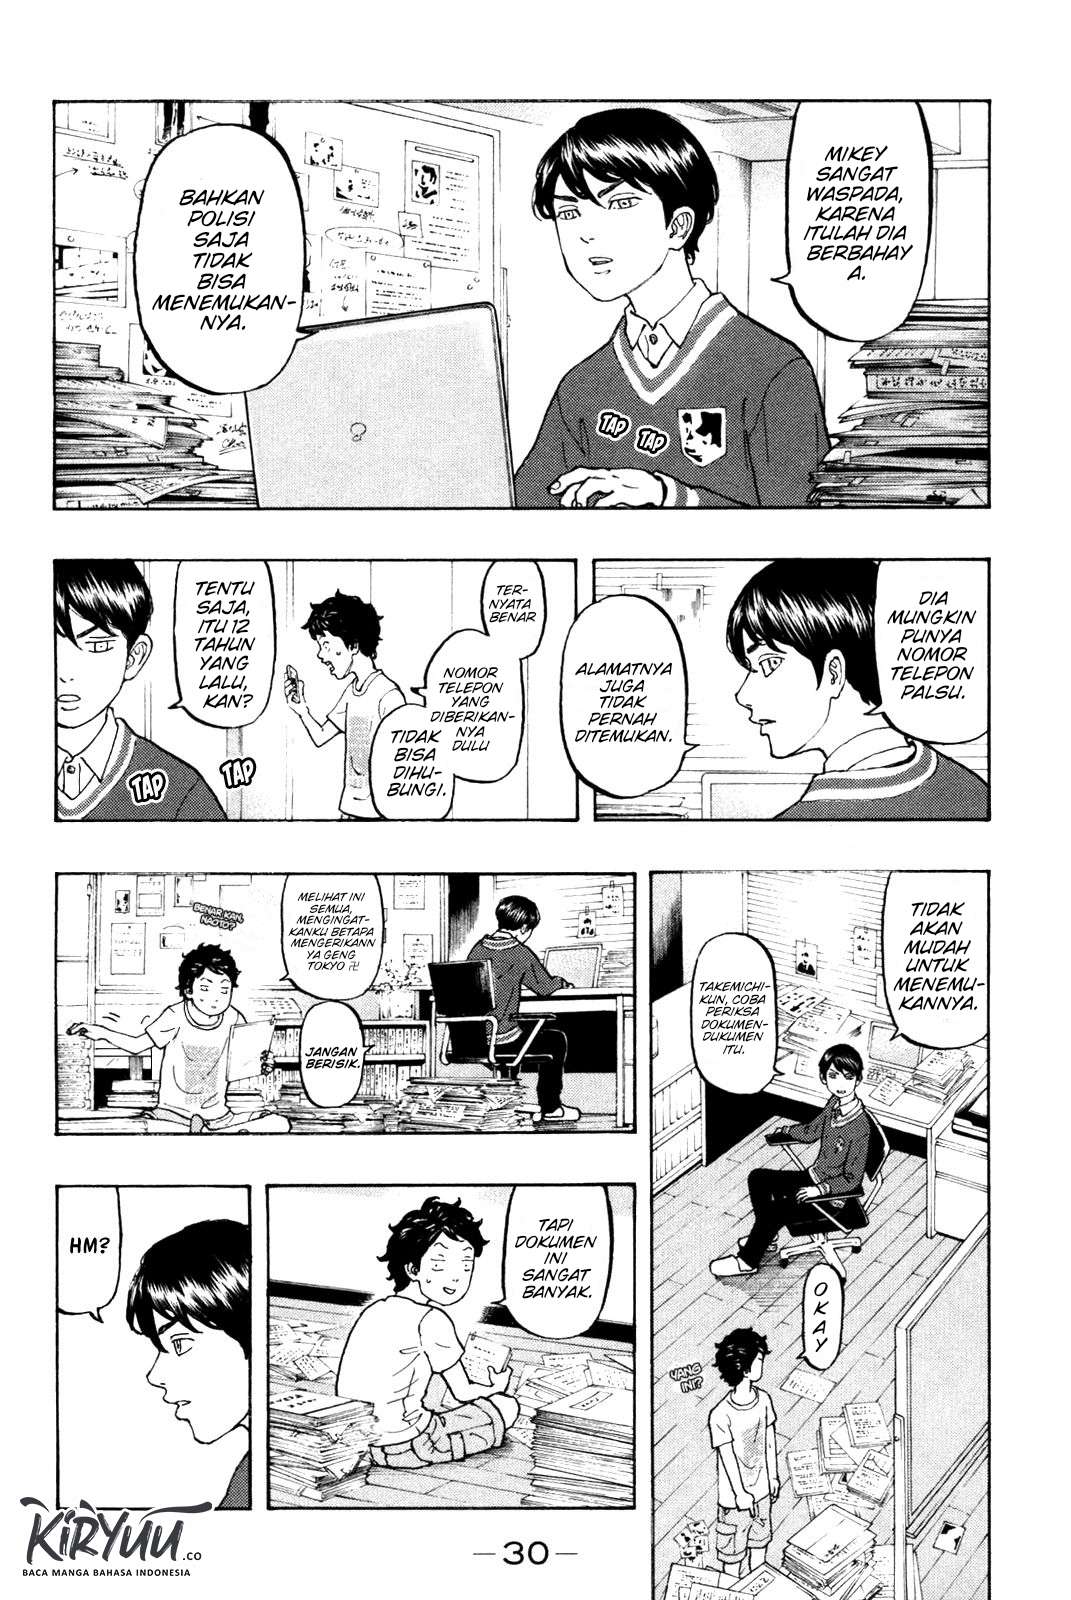 MIKEY
SANGAT
WASPADA,
KARENA
ITULAH DIA
BERBAHAY
A.
BAHKAN
POLISI
SAJA
TIDAK
BISA
MENEMUKAN-
NYA.
TAP
TAP
DIA
MUNGKIN
PUNYA
NOMOR
TELEPON
PALSU.
ALAMATNYA
JUGA
TIDAK
PERNAH
DITEMUKAN.
TER-
NYATA
BENAR
NOMOR
TELEPON
YANG
DIBERIKAN-
NYA
DULU
TIDAK
BISA
DIHU-
BUNGI.
TENTU
SAJA,
ITU 12
TAHUN
YANG
LALU,
KAN?
TAP
TAP
TIDAK
AKAN
MUDAH
UNTUK
MENEMU-
KANNYA.
TAKEMICHI-
KUN, COBA
PERIKSA
DOKUMEN-
DUKUMEN
ITU.
OKAY
YANG
INI?
MELIHAT INI
SEMUA,
MENGINGAT-
KANKU BETAPA
MENGERIKANN
YA GENG
TOKYO 卍
BENAR KAN,
NAOTO?
JANGAN
BERISIK.
TAPI
DOKUMEN
INI
SANGAT
BANYAK.
HM?
KIRYUU.CO
BACA MANGA BAHASA INDONESIA
—30—